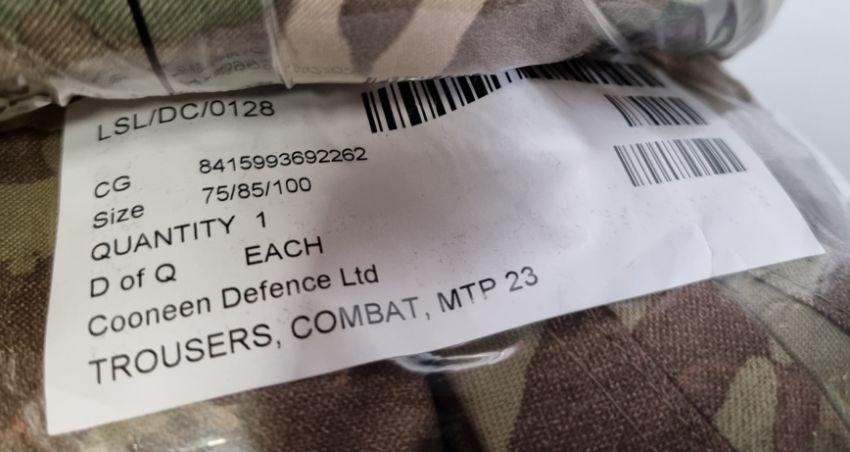 LSL/DC/0128
CG 8415993692262
Size 75/85/100
QUANTITY 1
D of Q EACH
Cooneen Defence Ltd
TROUSERS, COMBAT, MTP 23